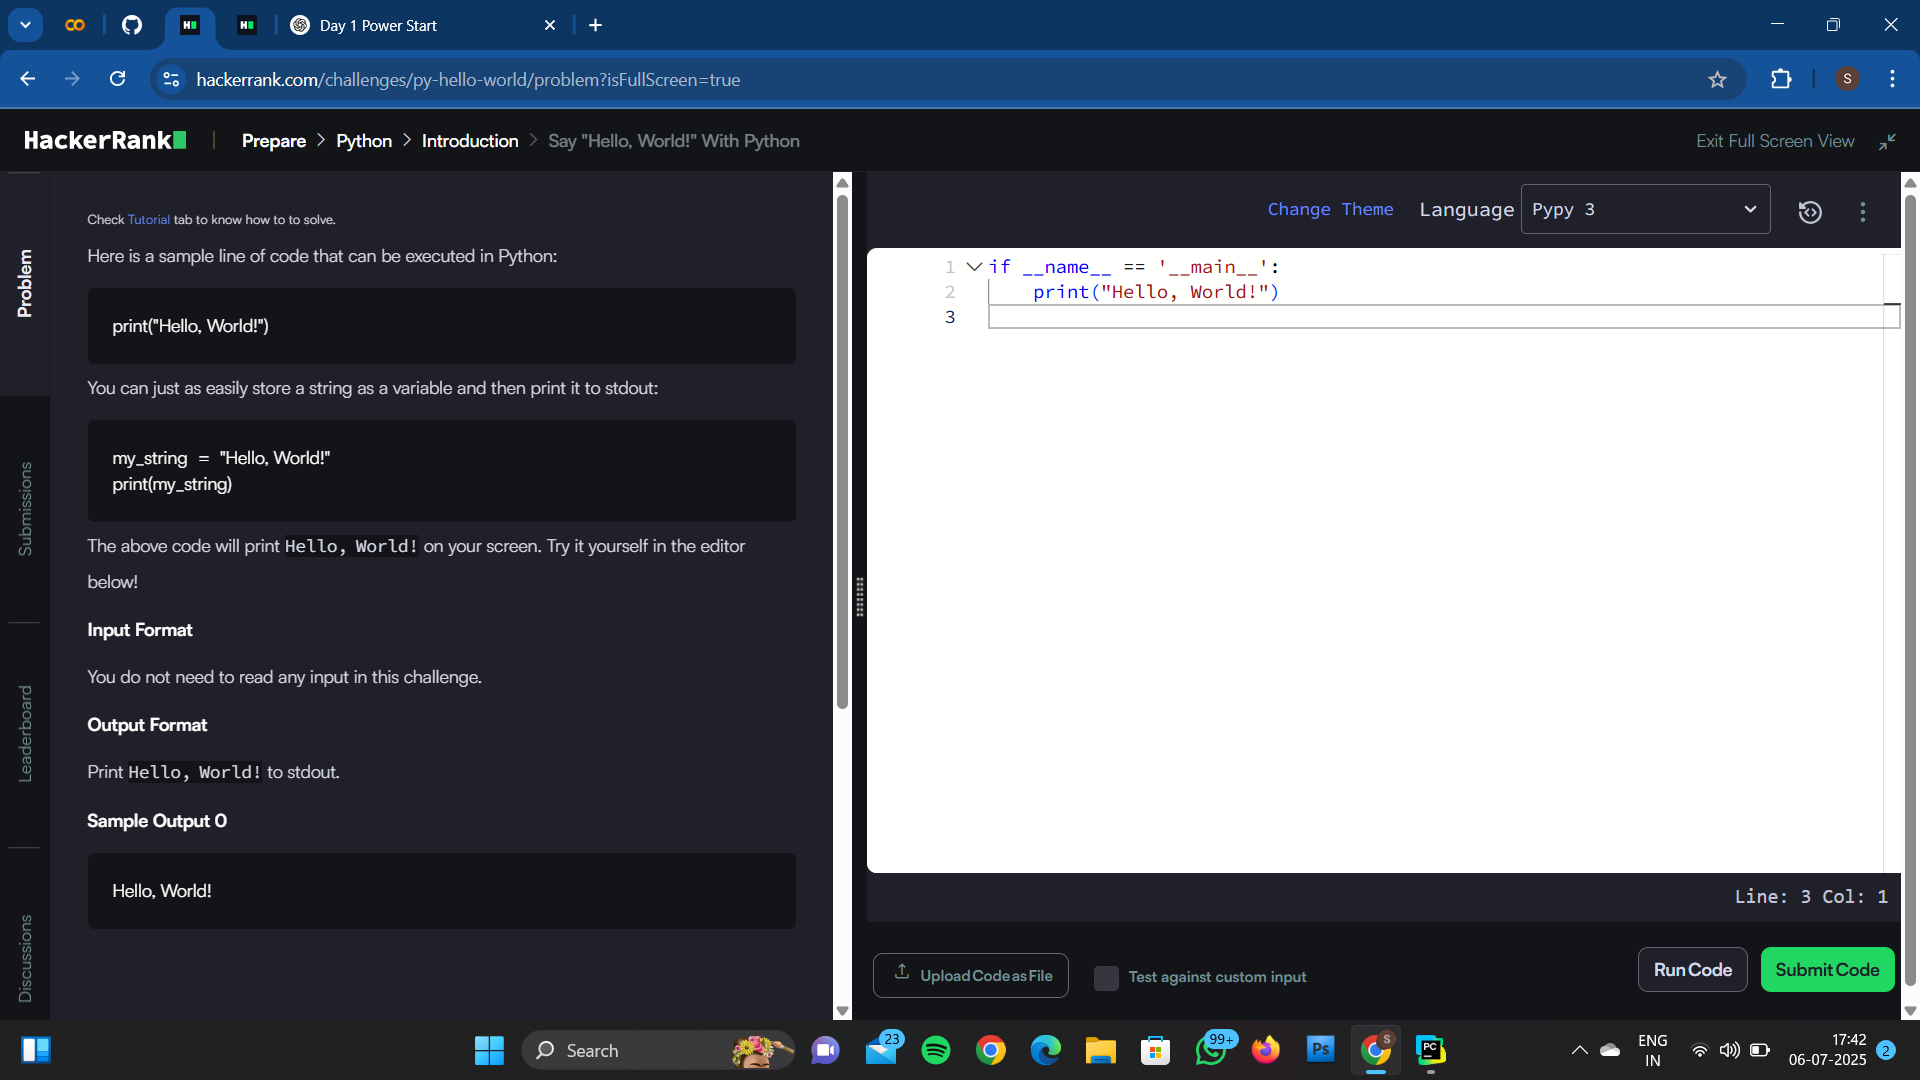 Day 1 Power Start
hackerrank.com/challenges/py-hello-world/problem?isFullScreen=true
S
HackerRank
Prepare > Python > Introduction > Say "Hello, World!" With Python
Exit Full Screen View
Problem
Submissions
Leaderboard
Discussions
Check Tutorial tab to know how to to solve.
Here is a sample line of code that can be executed in Python:
print("Hello, World!")
You can just as easily store a string as a variable and then print it to stdout:
my_string = "Hello, World!"
print(my_string)
The above code will print Hello, World! on your screen. Try it yourself in the editor
below!
Input Format
You do not need to read any input in this challenge.
Output Format
Print Hello, World! to stdout.
Sample Output 0
Hello, World!
Change Theme Language Pypy 3
1 if __name__ == '__main__':
2 print("Hello, World!")
3
Line: 3 Col: 1
Upload Code as File
Test against custom input
Run Code
Submit Code
Search
23
99+
Ps
S
PC
ENG
IN
17:42
06-07-2025
2